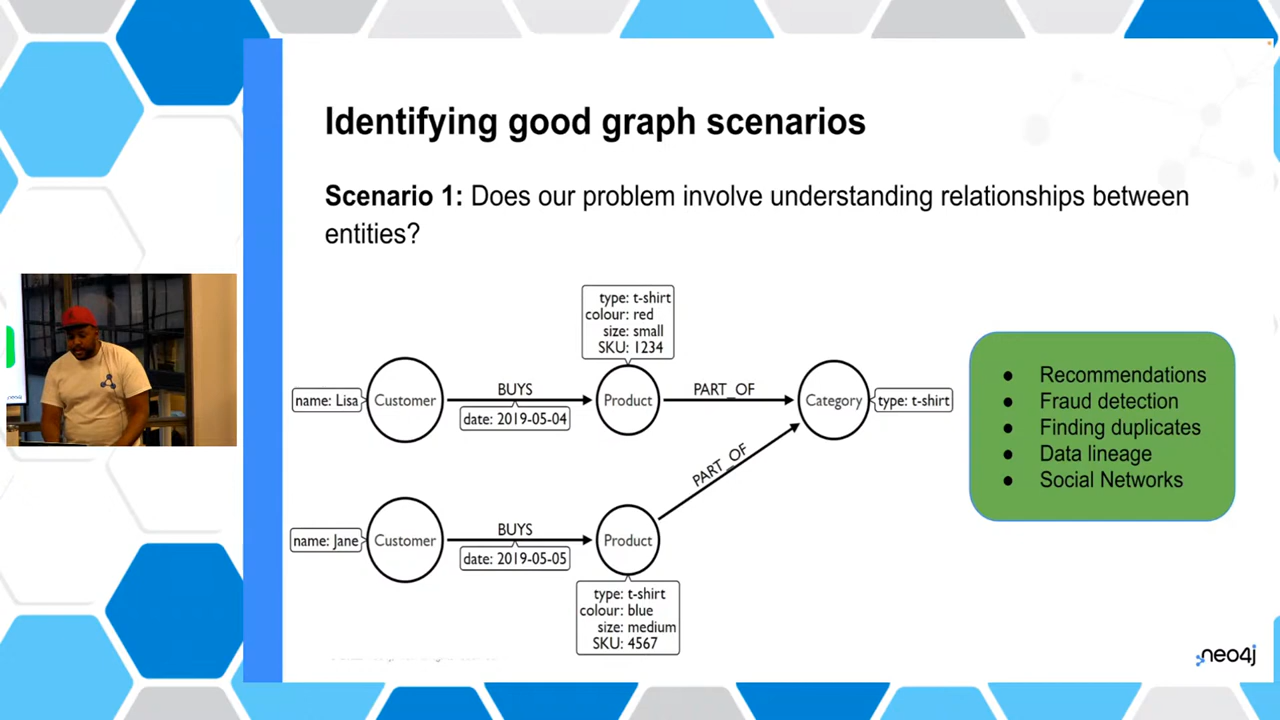 Identifying good graph scenarios
Scenario 1: Does our problem involve understanding relationships between
entities?
type: t-shirt
colour: red
size: small
SKU: 1234
name: Lisa
Customer
BUYS
date: 2019-05-04
Product
PART_OF
Category
type: t-shirt
PART_OF
name: Jane
Customer
BUYS
date: 2019-05-05
Product
type: t-shirt
colour: blue
size: medium
SKU: 4567
● Recommendations
● Fraud detection
● Finding duplicates
● Data lineage
● Social Networks
neo4j